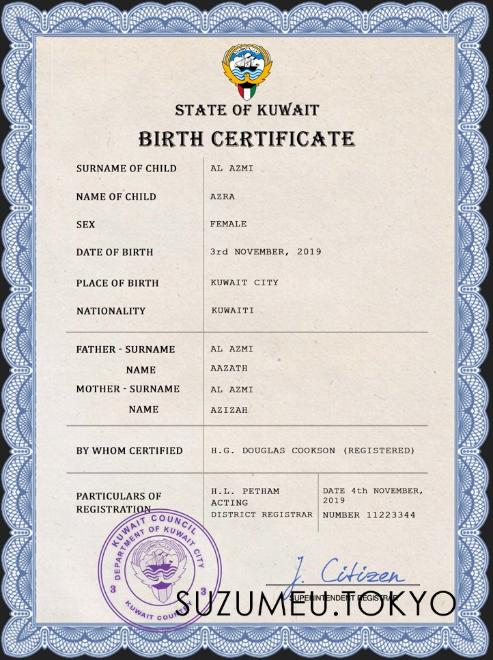 STATE OF KUWAIT
BIRTH CERTIFICATE
SURNAME OF CHILD AL AZMI
NAME OF CHILD AZRA
SEX FEMALE
DATE OF BIRTH 3rd NOVEMBER, 2019
PLACE OF BIRTH KUWAIT CITY
NATIONALITY KUWAITI
FATHER - SURNAME AL AZMI
NAME AAZATH
MOTHER - SURNAME AL AZMI
NAME AZIZAH
BY WHOM CERTIFIED H.G. DOUGLAS COOKSON (REGISTERED)
PARTICULARS OF
REGISTRATION
H.L. PETHAM
ACTING
DISTRICT REGISTRAR
DATE 4th NOVEMBER,
2019
NUMBER 11223344
KUWAIT COUNCIL
DEPARTMENT OF KUWAIT CITY
3 3
KUWAIT COUNCIL
J. Citizen
SUPERINTENDENT REGISTRAR
SUZUMEU.TOKYO